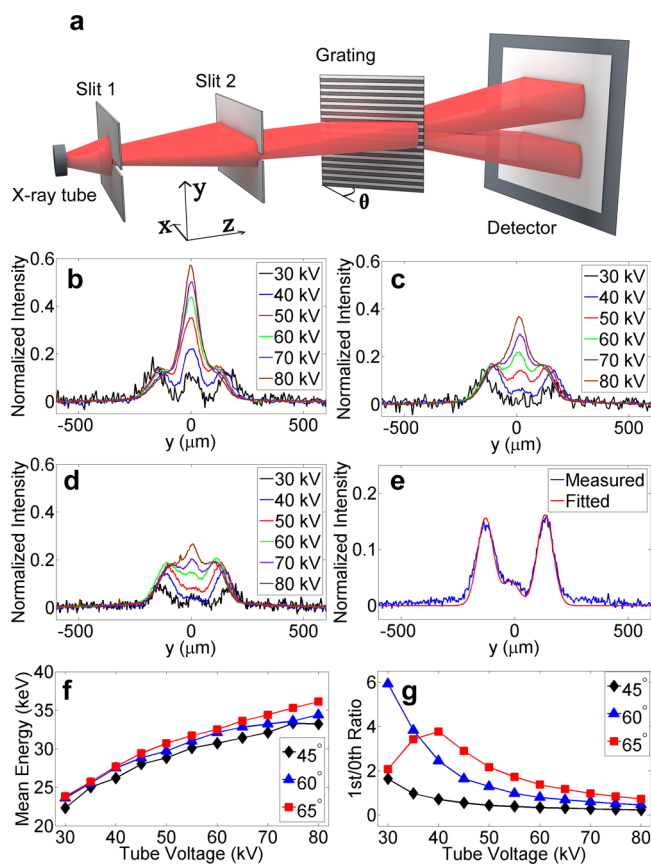 a
Slit 1
Slit 2
Grating
X-ray tube
y
x
z
θ
Detector
b
Normalized Intensity
0.6
0.4
0.2
0
-500
0
500
y (μm)
30 kV
40 kV
50 kV
60 kV
70 kV
80 kV
c
Normalized Intensity
0.6
0.4
0.2
0
-500
0
500
y (μm)
30 kV
40 kV
50 kV
60 kV
70 kV
80 kV
d
Normalized Intensity
0.6
0.4
0.2
0
-500
0
500
y (μm)
30 kV
40 kV
50 kV
60 kV
70 kV
80 kV
e
Normalized Intensity
0.2
0.1
0
-500
0
500
y (μm)
Measured
Fitted
f
Mean Energy (keV)
40
35
30
25
20
30
40
50
60
70
80
Tube Voltage (kV)
45°
60°
65°
g
1st/0th Ratio
6
4
2
0
30
40
50
60
70
80
Tube Voltage (kV)
45°
60°
65°